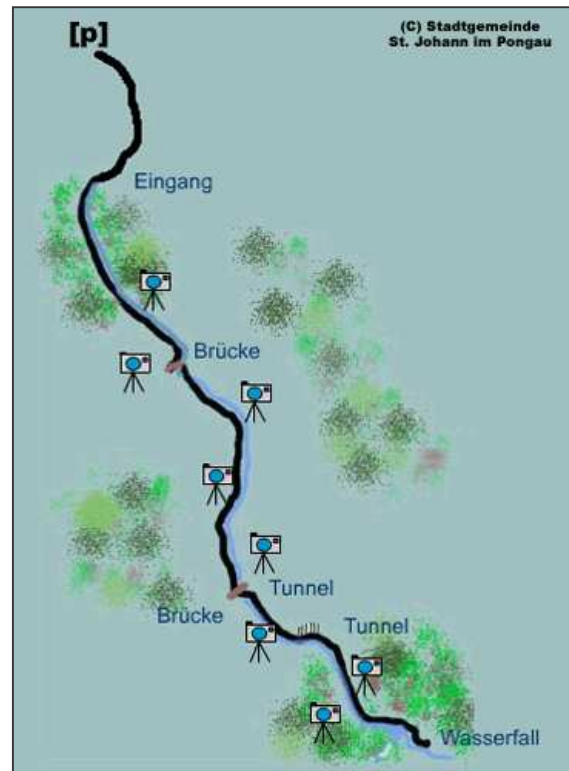 [p]
(C) Stadtgemeinde
St. Johann im Pongau
Eingang
Brücke
Tunnel
Brücke
Tunnel
Wasserfall